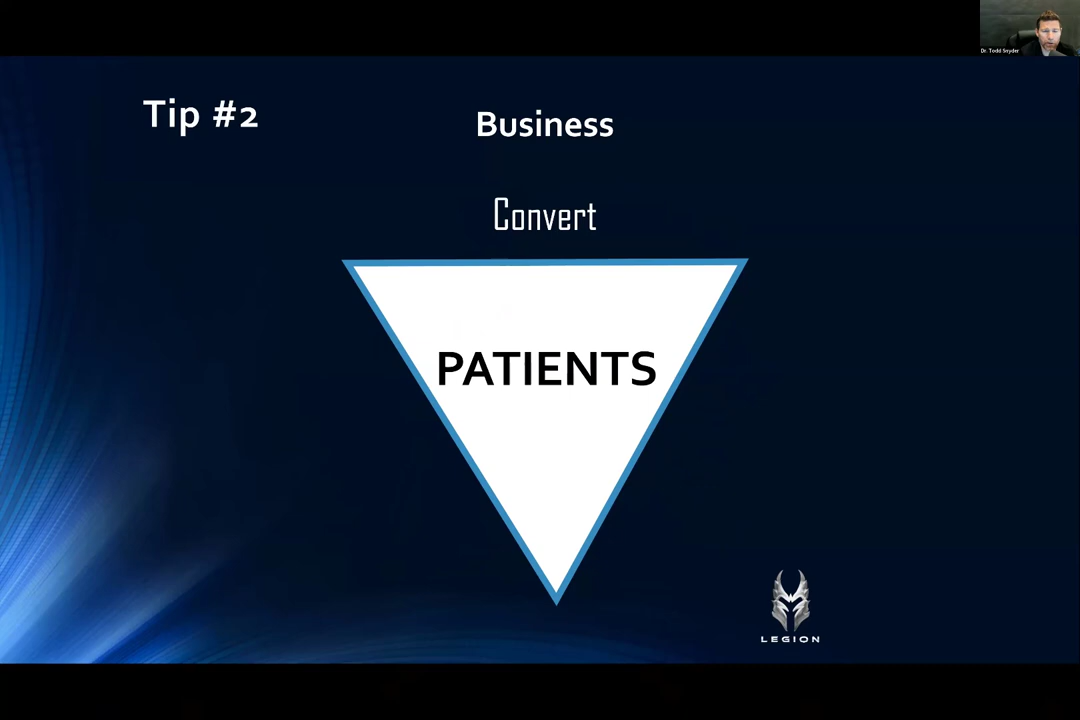 Dr. Todd Snyder
Tip #2
Business
Convert
PATIENTS
LEGION